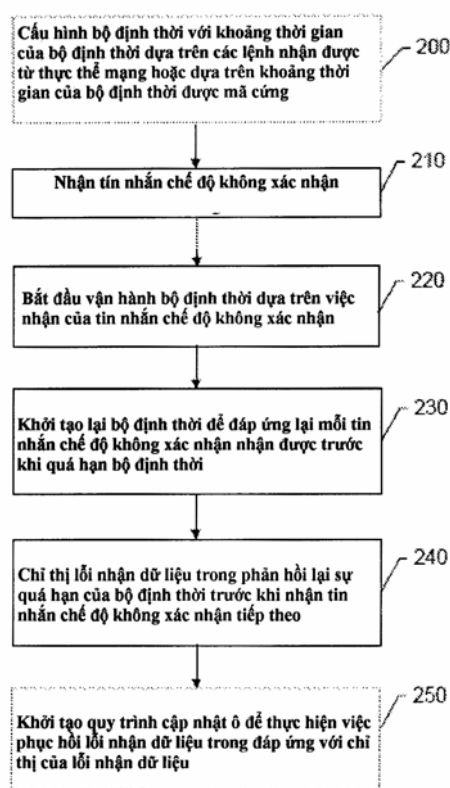 Cấu hình bộ định thời với khoảng thời gian
của bộ định thời dựa trên các lệnh nhận được
từ thực thể mạng hoặc dựa trên khoảng thời
gian của bộ định thời được mã cứng
200
Nhận tín nhắn chế độ không xác nhận
210
Bắt đầu vận hành bộ định thời dựa trên việc
nhận của tin nhắn chế độ không xác nhận
220
Khởi tạo lại bộ định thời để đáp ứng lại mỗi tin
nhắn chế độ không xác nhận nhận được trước
khi quá hạn bộ định thời
230
Chỉ thị lỗi nhận dữ liệu trong phản hồi lại sự
quá hạn của bộ định thời trước khi nhận tin
nhắn chế độ không xác nhận tiếp theo
240
Khởi tạo quy trình cập nhật ô để thực hiện việc
phục hồi lỗi nhận dữ liệu trong đáp ứng với chỉ
thị của lỗi nhận dữ liệu
250